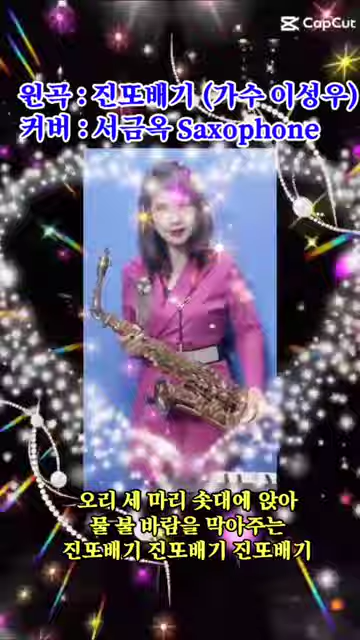 CapCut
원곡 : 진또배기 (가수 이성우)
커버 : 서금옥 Saxophone
오리 세 마리 솟대에 앉아
물 불 바람을 막아주는
진또배기 진또배기 진또배기